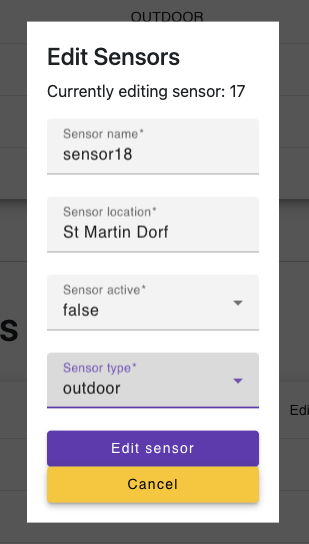 OUTDOOR
Edit Sensors
Currently editing sensor: 17
Sensor name*
sensor18
Sensor location*
St Martin Dorf
Sensor active*
false
Sensor type*
outdoor
Edit sensor
Cancel